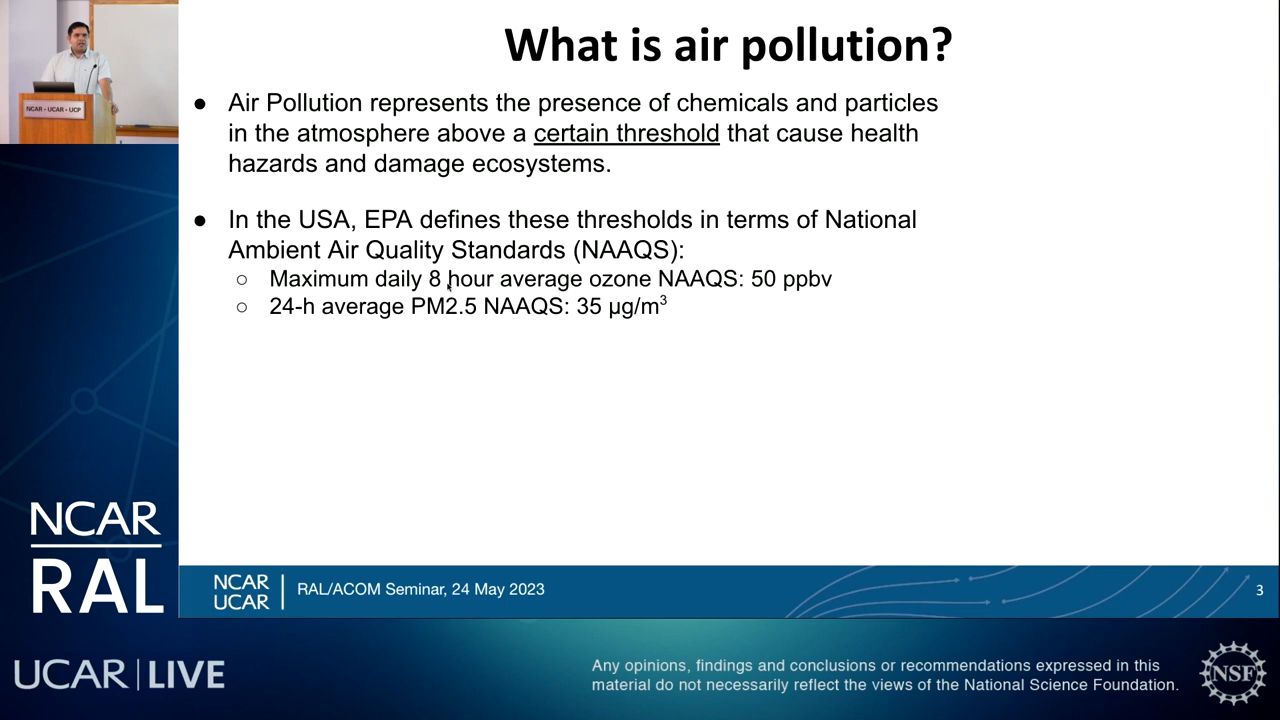 What is air pollution?
● Air Pollution represents the presence of chemicals and particles
in the atmosphere above a certain threshold that cause health
hazards and damage ecosystems.
● In the USA, EPA defines these thresholds in terms of National
Ambient Air Quality Standards (NAAQS):
○ Maximum daily 8 hour average ozone NAAQS: 50 ppbv
○ 24-h average PM2.5 NAAQS: 35 µg/m³
NCAR • UCAR • UCP
NCAR
RAL
NCAR
UCAR
RAL/ACOM Seminar, 24 May 2023
3
UCAR | LIVE
Any opinions, findings and conclusions or recommendations expressed in this
material do not necessarily reflect the views of the National Science Foundation.
NSF